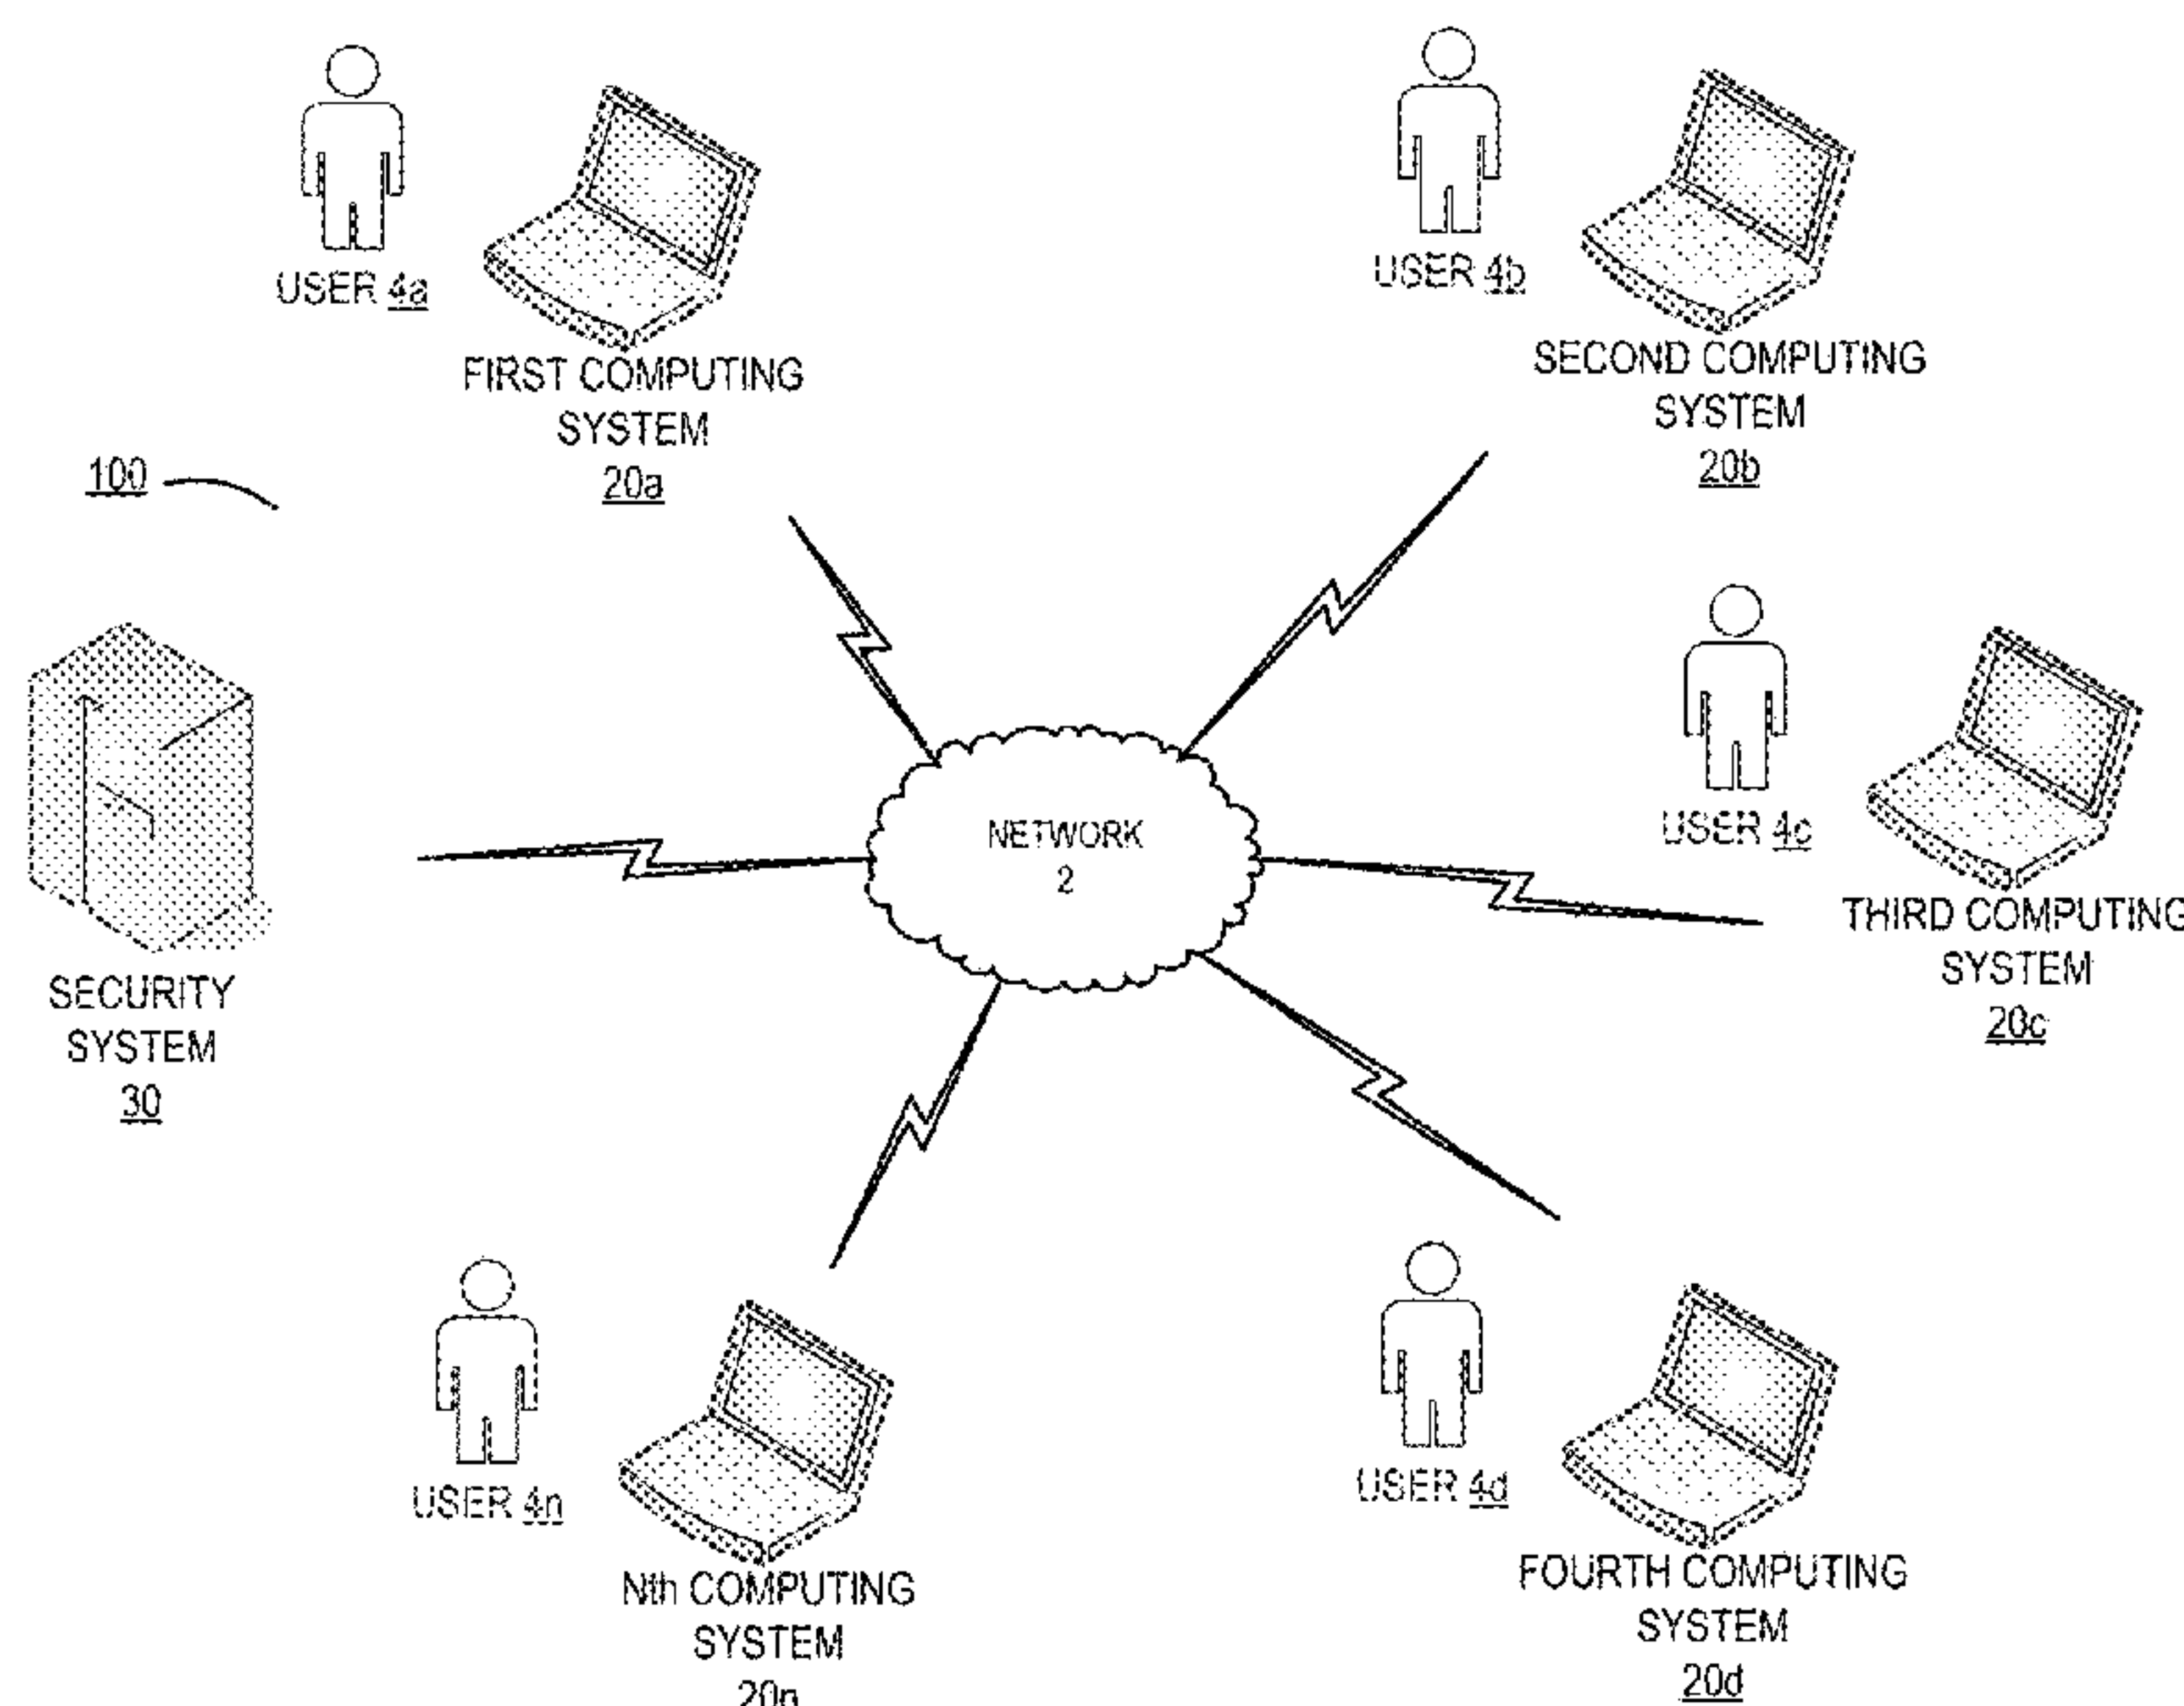 USER 4a
FIRST COMPUTING
SYSTEM
20a
USER 4b
SECOND COMPUTING
SYSTEM
20b
100
SECURITY
SYSTEM
30
NETWORK
2
USER 4c
THIRD COMPUTING
SYSTEM
20c
USER 4n
Nth COMPUTING
SYSTEM
20n
USER 4d
FOURTH COMPUTING
SYSTEM
20d